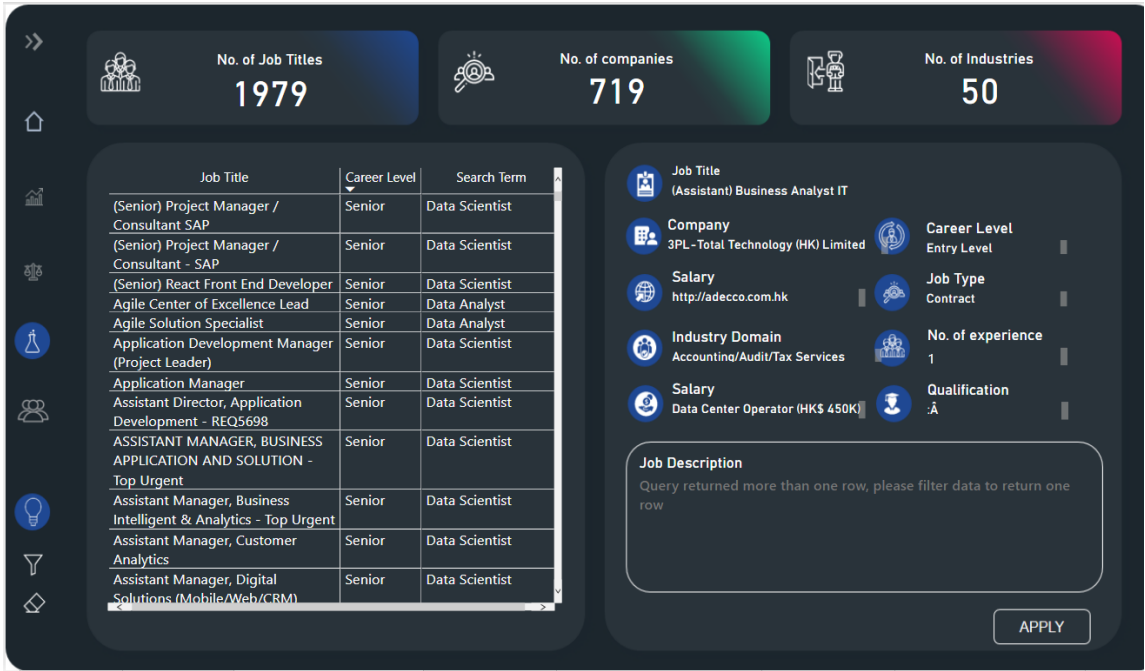 No. of Job Titles
1979
No. of companies
719
No. of Industries
50
Job Title Career Level Search Term
(Senior) Project Manager / Senior Data Scientist
Consultant SAP
(Senior) Project Manager / Senior Data Scientist
Consultant - SAP
(Senior) React Front End Developer Senior Data Scientist
Agile Center of Excellence Lead Senior Data Analyst
Agile Solution Specialist Senior Data Analyst
Application Development Manager Senior Data Scientist
(Project Leader)
Application Manager Senior Data Scientist
Assistant Director, Application Senior Data Scientist
Development - REQ5698
ASSISTANT MANAGER, BUSINESS Senior Data Scientist
APPLICATION AND SOLUTION -
Top Urgent
Assistant Manager, Business Senior Data Scientist
Intelligent & Analytics - Top Urgent
Assistant Manager, Customer Senior Data Scientist
Analytics
Assistant Manager, Digital Senior Data Scientist
Solutions (Mobile/Web/CRM)
Job Title
(Assistant) Business Analyst IT
Company
3PL-Total Technology (HK) Limited
Career Level
Entry Level
Salary
http://adecco.com.hk
Job Type
Contract
Industry Domain
Accounting/Audit/Tax Services
No. of experience
1
Salary
Data Center Operator (HK$ 450K)
Qualification
:Â
Job Description
Query returned more than one row, please filter data to return one
row
APPLY